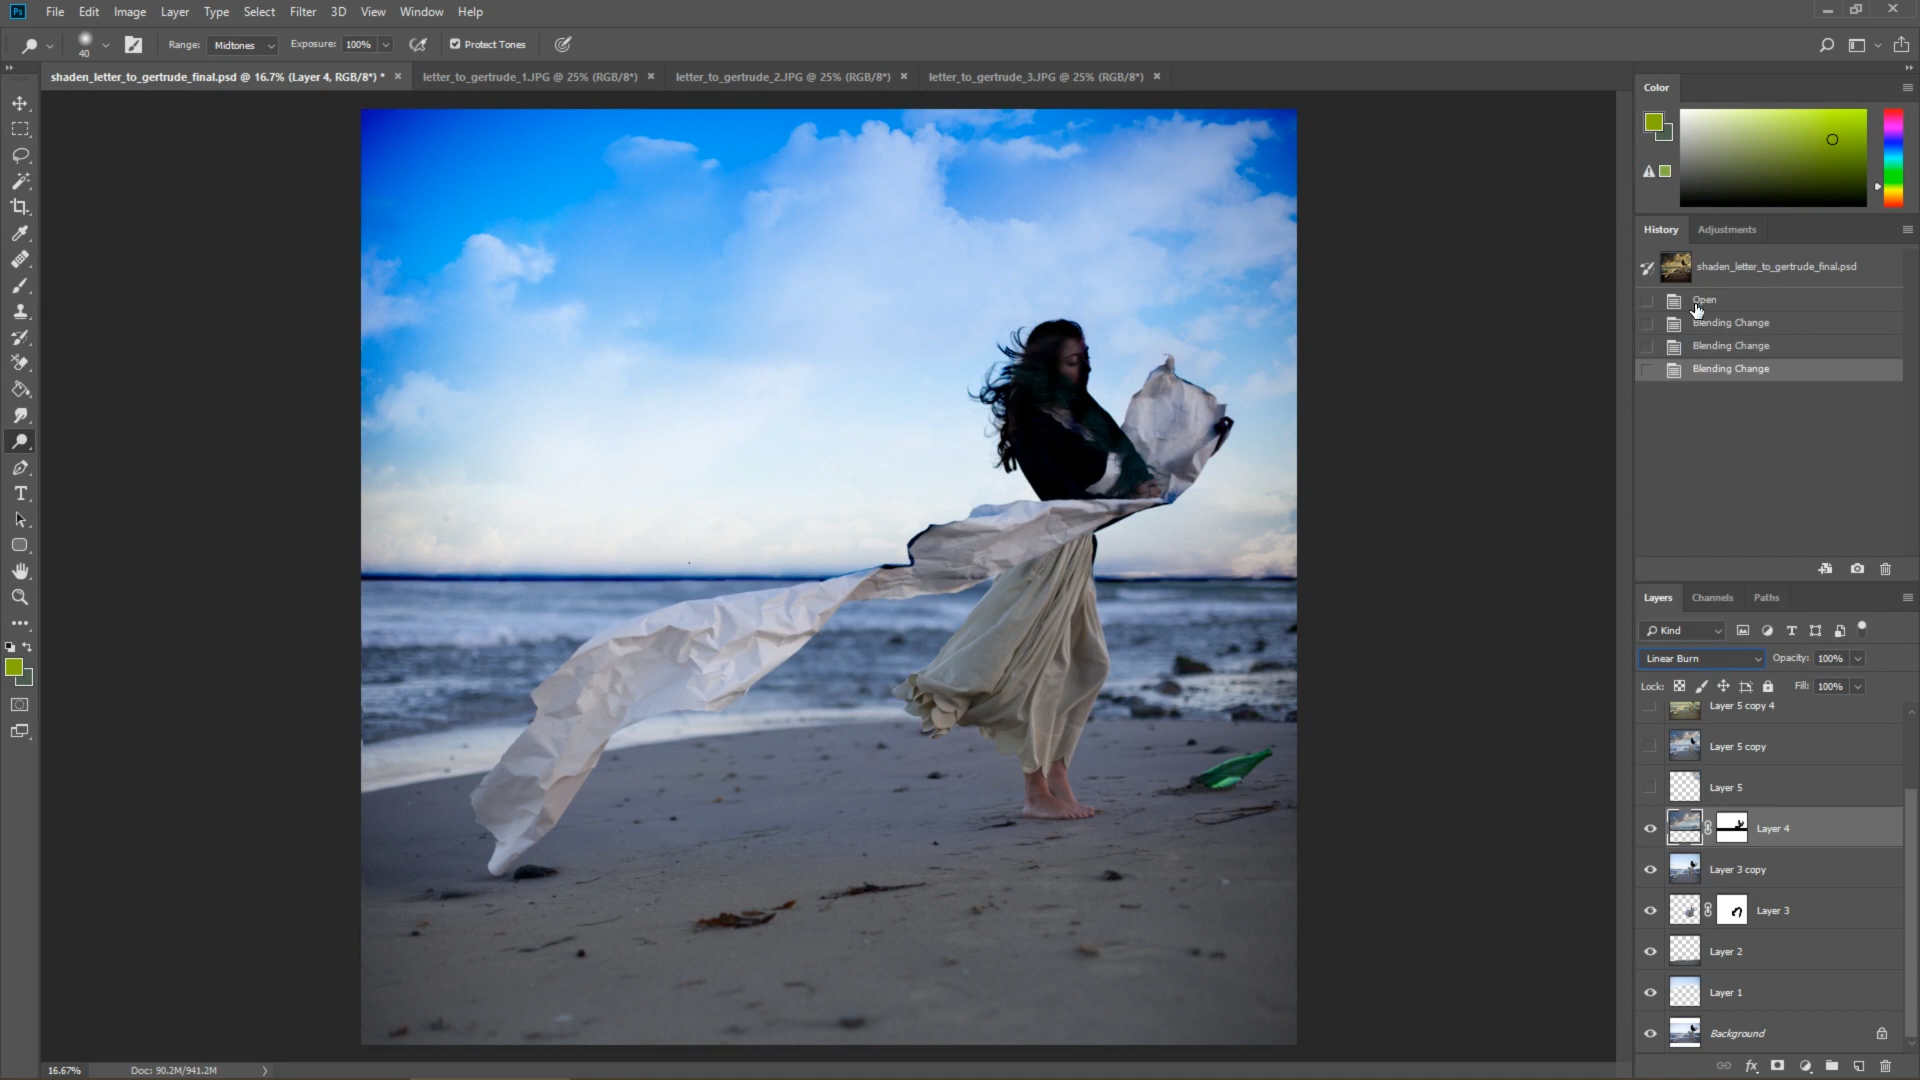 Ps File Edit Image Layer Type Select Filter 3D View Window Help
40 Range: Midtones Exposure: 100% Protect Tones
shaden_letter_to_gertrude_final.psd @ 16.7% (Layer 4, RGB/8*) * letter_to_gertrude_1.JPG @ 25% (RGB/8*) letter_to_gertrude_2.JPG @ 25% (RGB/8*) letter_to_gertrude_3.JPG @ 25% (RGB/8*)
Color
History Adjustments
shaden_letter_to_gertrude_final.psd
Open
Blending Change
Blending Change
Blending Change
Layers Channels Paths
Kind
Linear Burn Opacity: 100%
Lock: Fill: 100%
Layer 5 copy 4
Layer 5 copy
Layer 5
Layer 4
Layer 3 copy
Layer 3
Layer 2
Layer 1
Background
16.67% Doc: 90.2M/941.2M